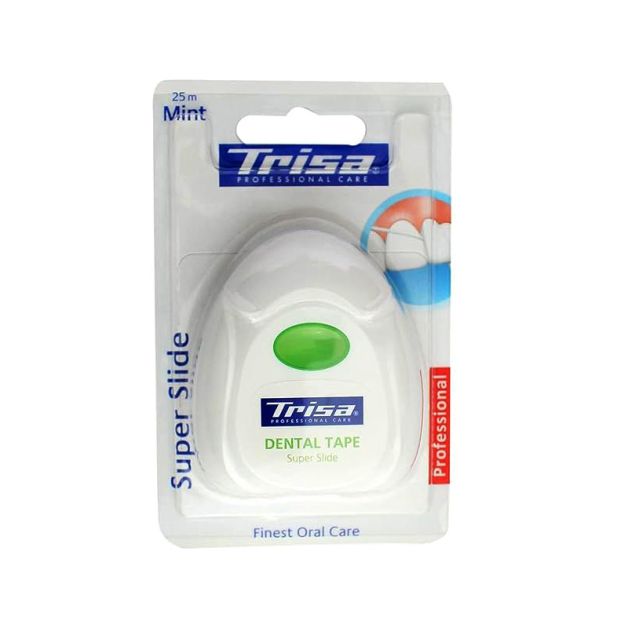 25 m
Mint
Trisa®
PROFESSIONAL CARE
Super Slide
Trisa®
PROFESSIONAL CARE
DENTAL TAPE
Super Slide
Professional
Finest Oral Care